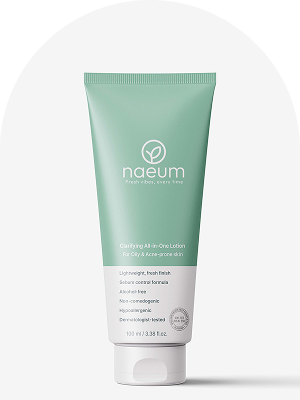 naeum
Fresh vibes, every time
Clarifying All-in-One Lotion
For Oily & Acne-prone skin
Lightweight, fresh finish
Sebum control formula
Alcohol-free
Non-comedogenic
Hypoallergenic
Dermatologist-tested
100 ml / 3.38 fl.oz.